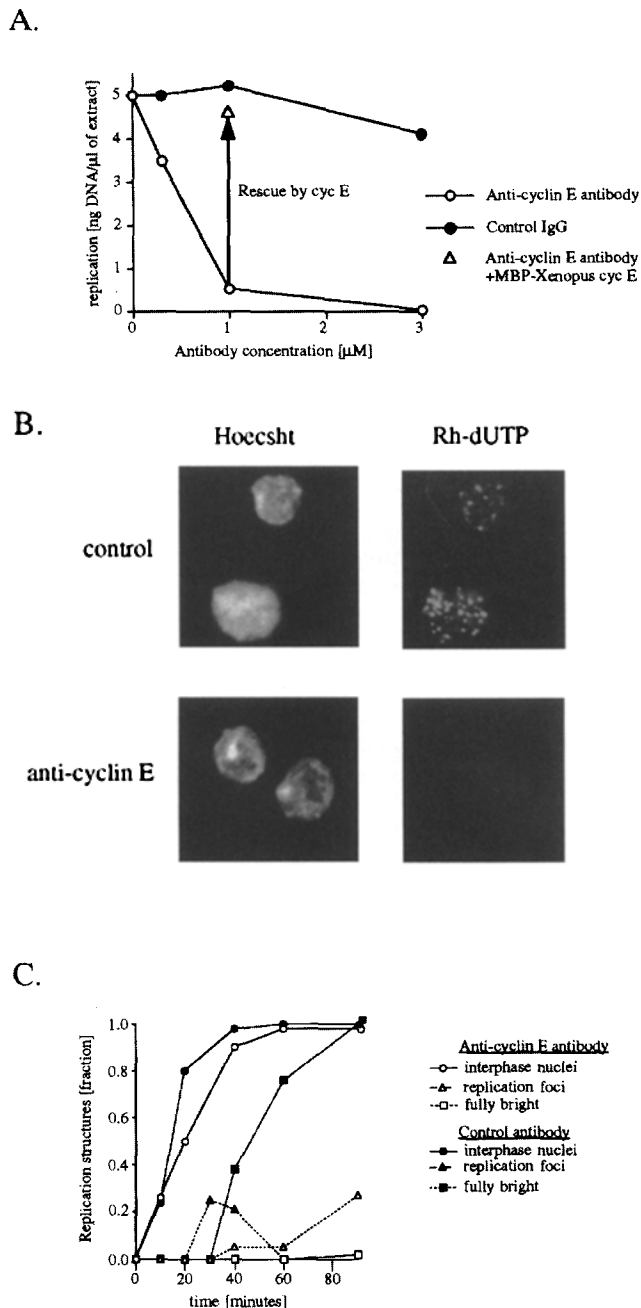 A.
replication [ng DNA/μl of extract]
5
4
3
2
1
0
0
1
2
3
Antibody concentration [μM]
Rescue by cyc E
Anti-cyclin E antibody
Control IgG
Anti-cyclin E antibody
+MBP-Xenopus cyc E
B.
Hoecsht
Rh-dUTP
control
anti-cyclin E
C.
Replication structures [fraction]
1.0
0.8
0.6
0.4
0.2
0.0
0
20
40
60
80
time [minutes]
Anti-cyclin E antibody
interphase nuclei
replication foci
fully bright
Control antibody
interphase nuclei
replication foci
fully bright